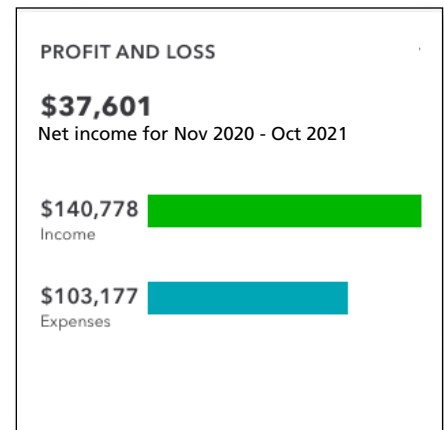 PROFIT AND LOSS
$37,601
Net income for Nov 2020 - Oct 2021
$140,778
Income
$103,177
Expenses